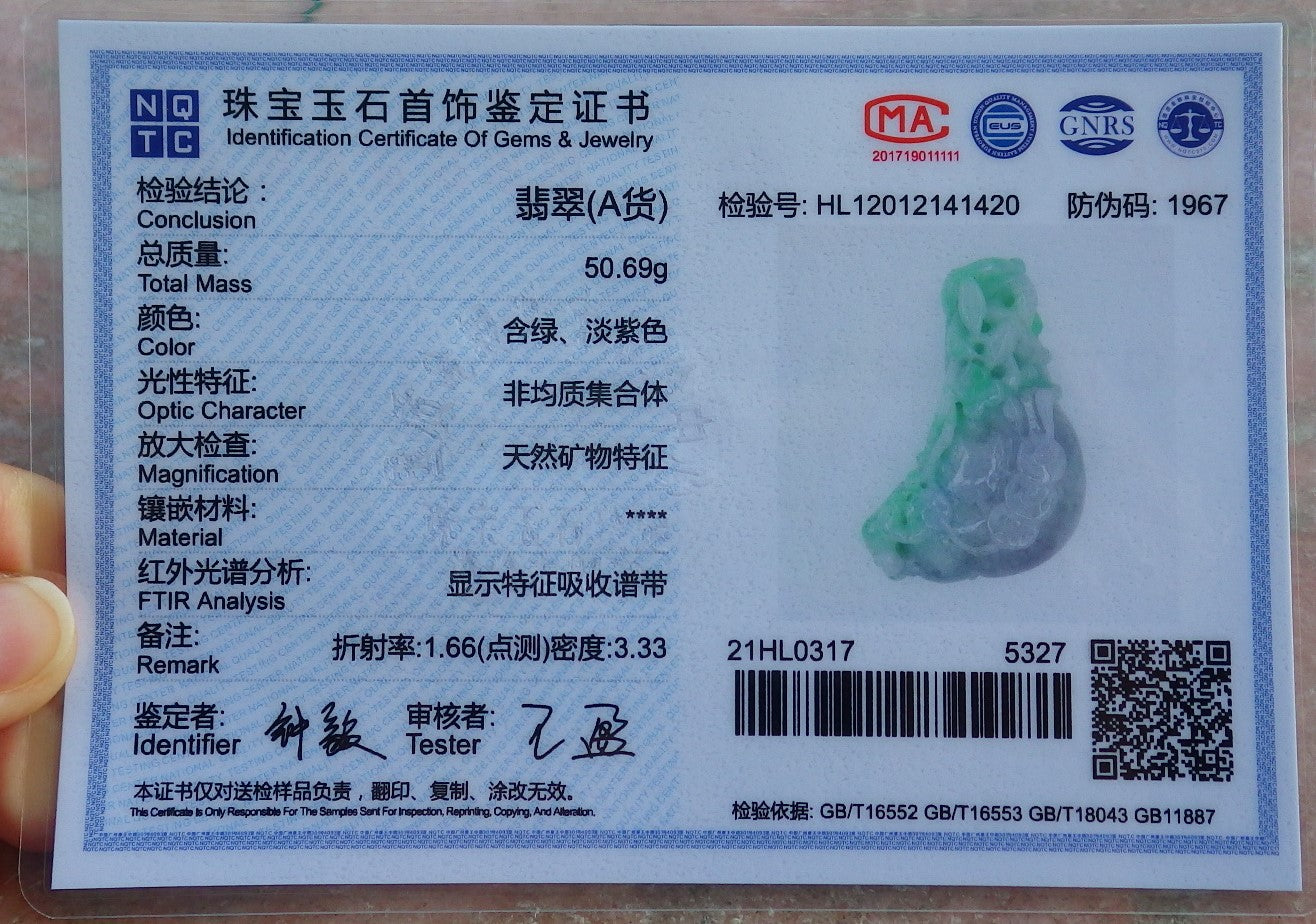 NQ
TC
珠宝玉石首饰鉴定证书
Identification Certificate Of Gems & Jewelry
MA
201719011111
EUS
GNRS
检验结论:
Conclusion
翡翠(A货)
总质量:
Total Mass
50.69g
颜色:
Color
含绿、淡紫色
光性特征:
Optic Character
非均质集合体
放大检查:
Magnification
天然矿物特征
镶嵌材料:
Material
****
红外光谱分析:
FTIR Analysis
显示特征吸收谱带
备注:
Remark
折射率:1.66(点测)密度:3.33
鉴定者:
Identifier
审核者:
Tester
本证书仅对送检样品负责，翻印、复制、涂改无效。
This Certificate Is Only Responsible For The Samples Sent For Inspection, Reprinting, Copying, And Alteration.
检验号: HL12012141420 防伪码: 1967
21HL0317 5327
检验依据: GB/T16552 GB/T16553 GB/T18043 GB11887